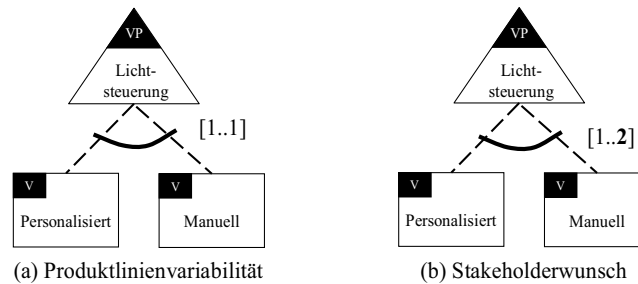 VP
Licht-
steuerung
[1..1]
V
Personalisiert
V
Manuell
(a) Produktlinienvariabilität
VP
Licht-
steuerung
[1..2]
V
Personalisiert
V
Manuell
(b) Stakeholderwunsch